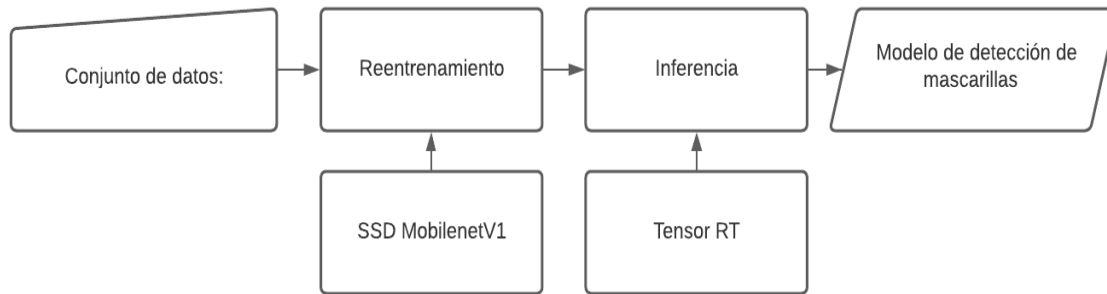 Conjunto de datos:
Reentrenamiento
Inferencia
Modelo de detección de
mascarillas
SSD MobilenetV1
Tensor RT